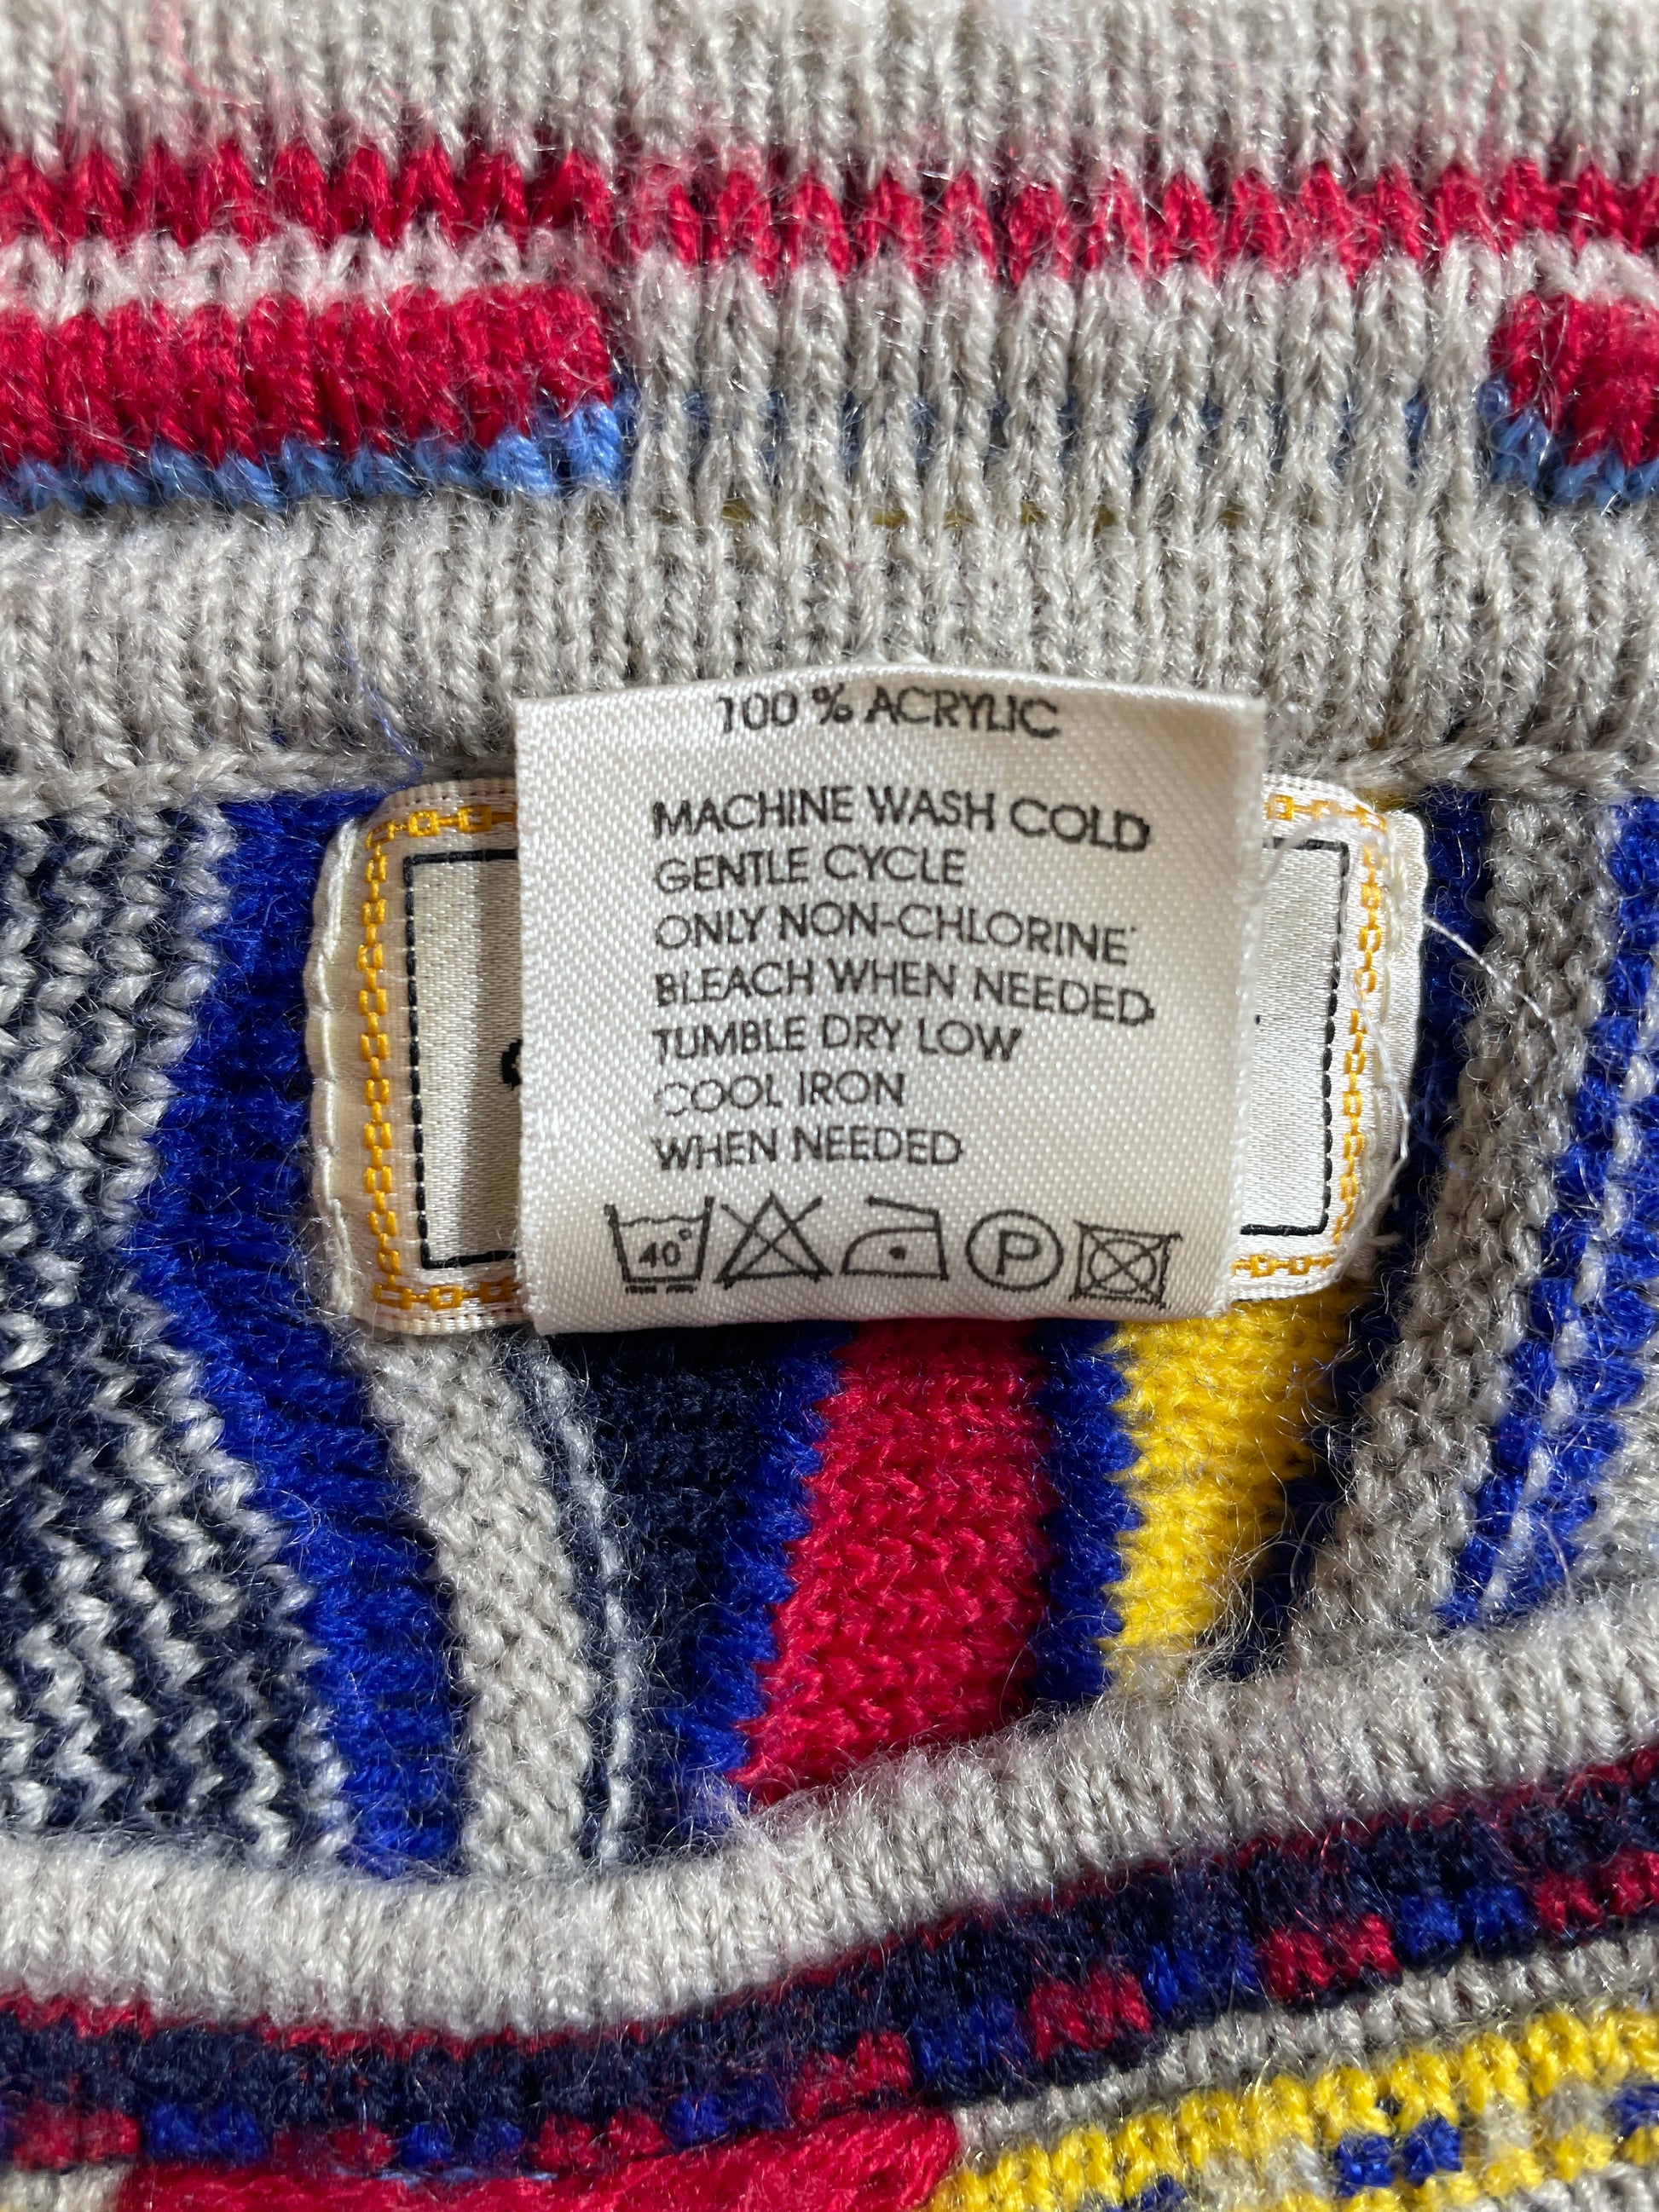 100 % ACRYLIC
MACHINE WASH COLD
GENTLE CYCLE
ONLY NON-CHLORINE
BLEACH WHEN NEEDED
TUMBLE DRY LOW
COOL IRON
WHEN NEEDED
40° P